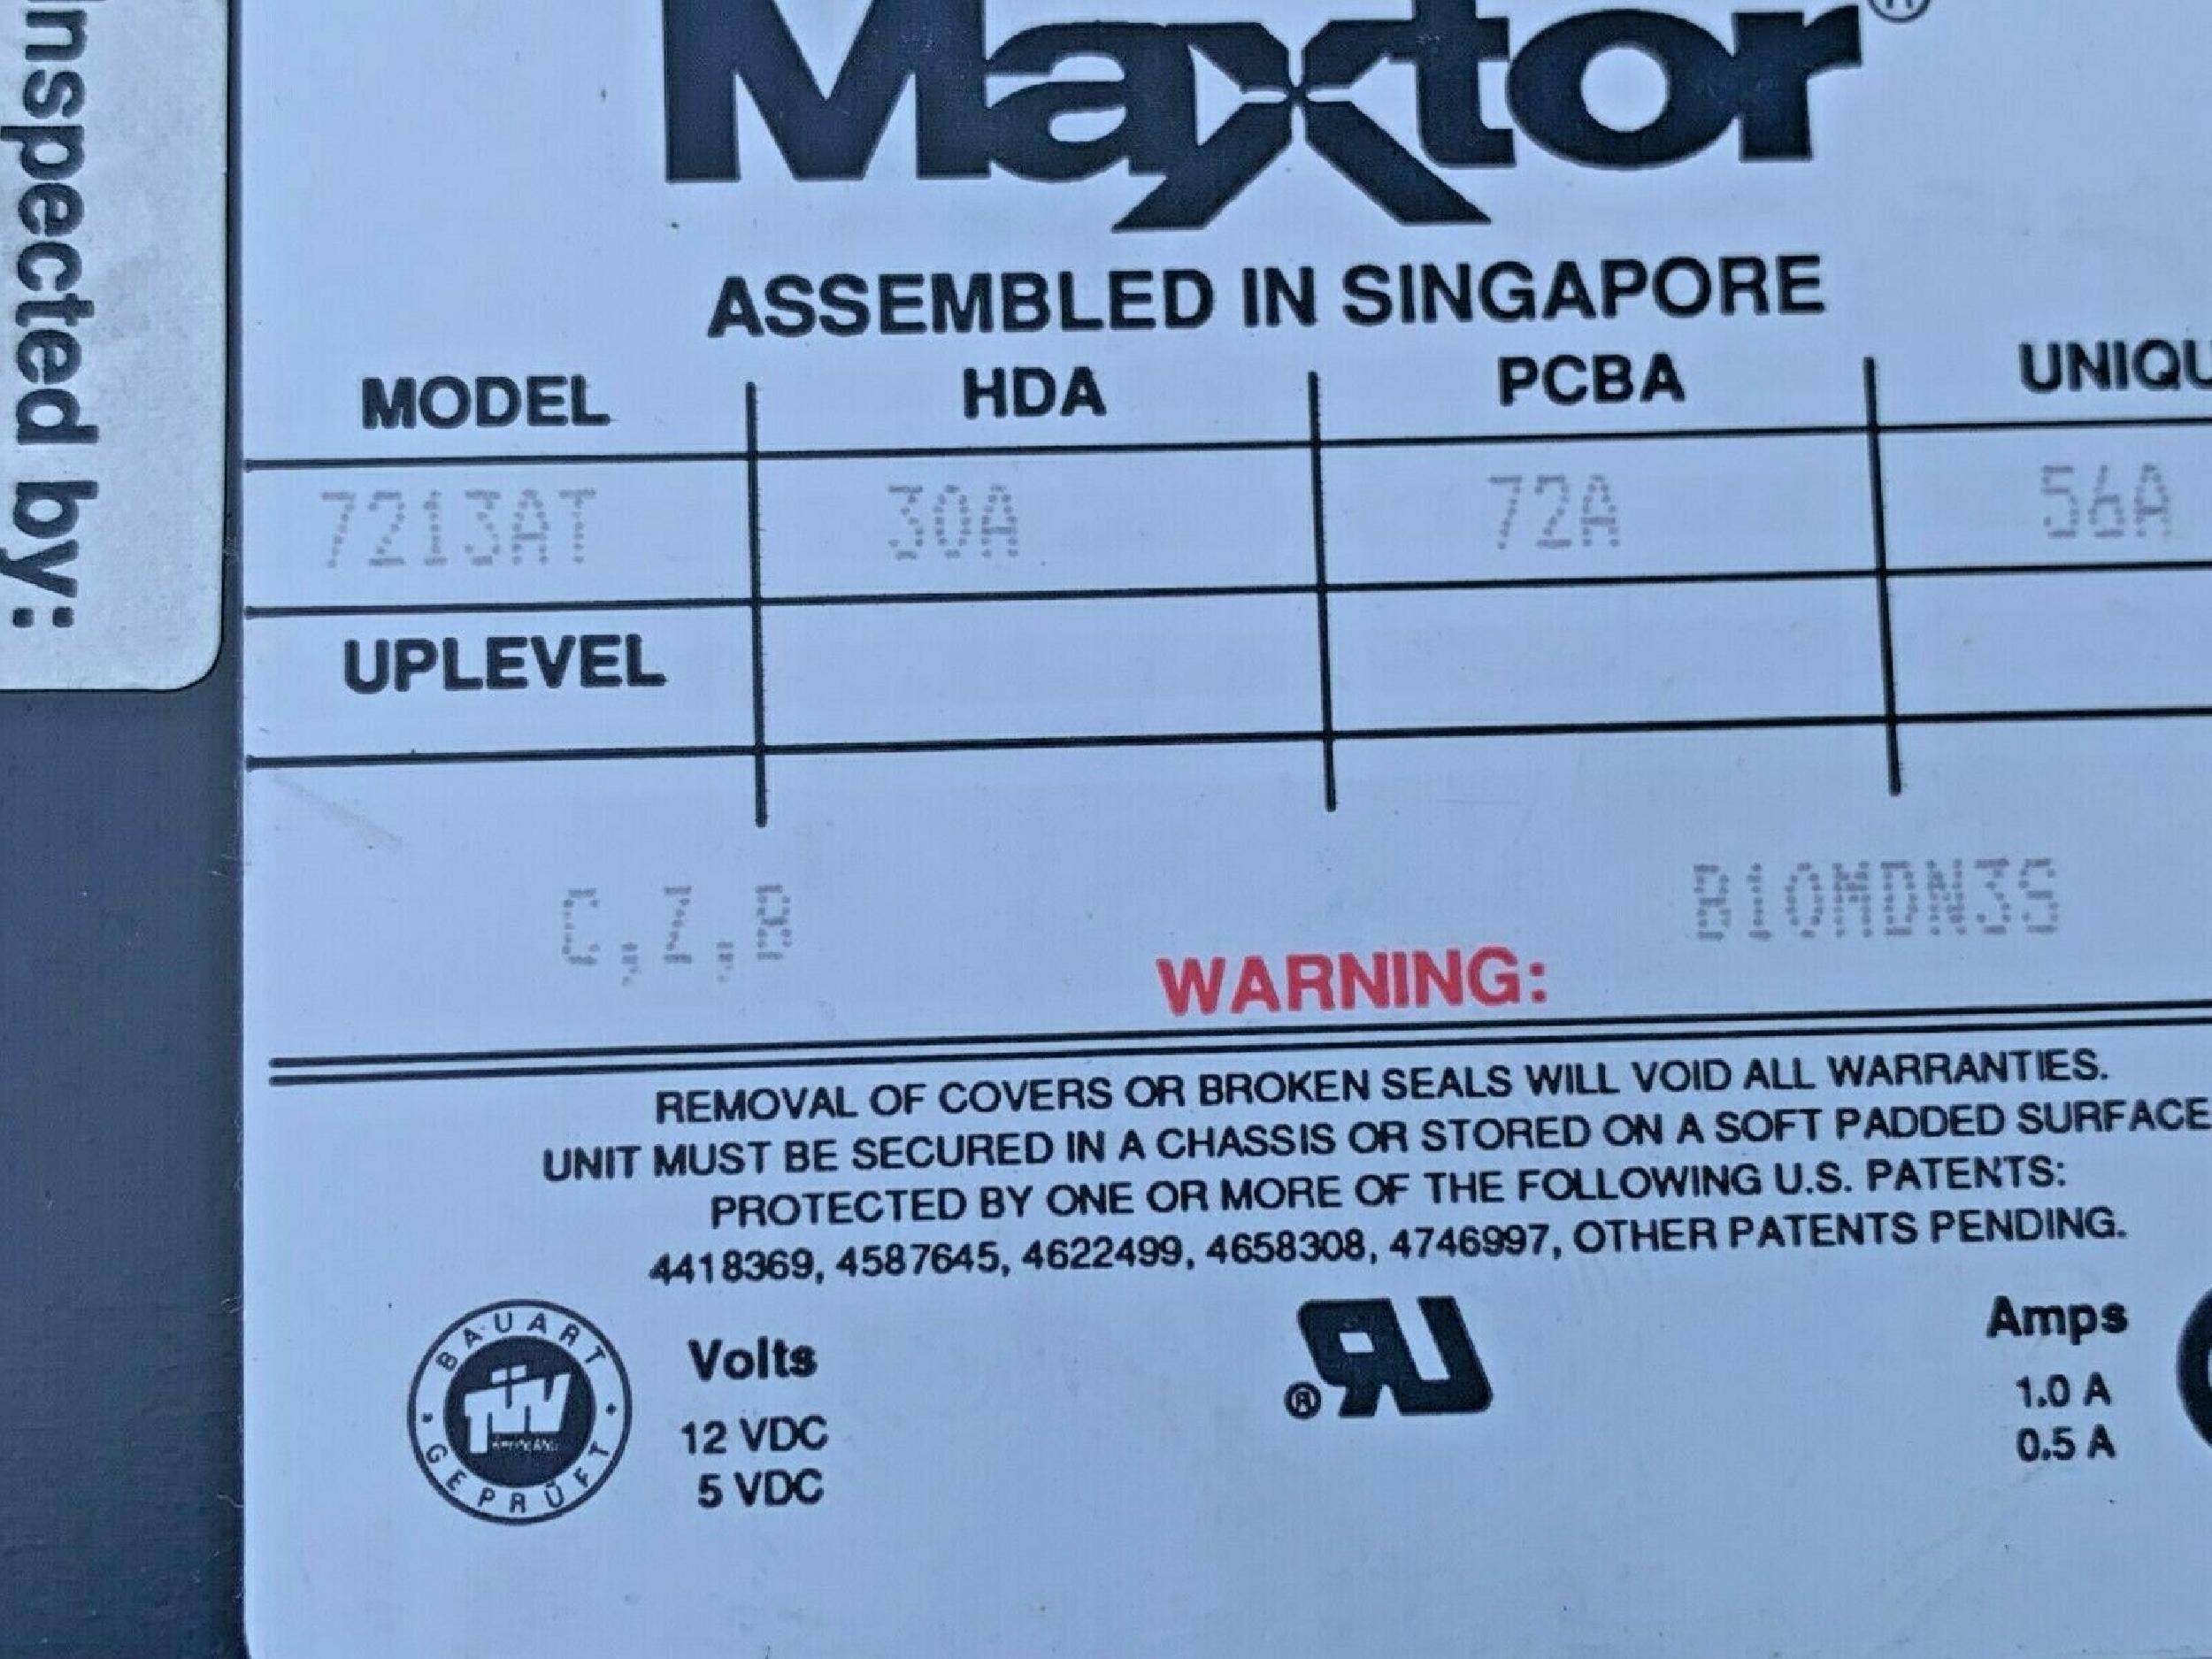 Inspected by:
Maxtor®
ASSEMBLED IN SINGAPORE
MODEL HDA PCBA UNIQU
7213AT 30A 72A 56A
UPLEVEL
C,Z,B B10MDN3S
WARNING:
REMOVAL OF COVERS OR BROKEN SEALS WILL VOID ALL WARRANTIES.
UNIT MUST BE SECURED IN A CHASSIS OR STORED ON A SOFT PADDED SURFACE
PROTECTED BY ONE OR MORE OF THE FOLLOWING U.S. PATENTS:
4418369, 4587645, 4622499, 4658308, 4746997, OTHER PATENTS PENDING.
BAUART
TÜV
GEPRÜFT
Volts
12 VDC
5 VDC
RU®
Amps
1.0 A
0.5 A